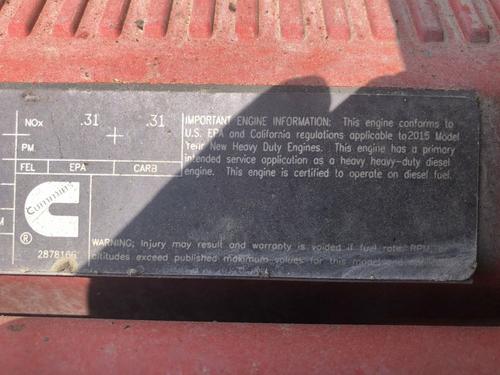 NOx .31 .31
PM
FEL EPA CARB
Cummins
®
2878166
M
IMPORTANT ENGINE INFORMATION: This engine conforms to
U.S. EPA and California regulations applicable to 2015 Model
Year New Heavy Duty Engines. This engine has a primary
intended service application as a heavy heavy-duty diesel
engine. This engine is certified to operate on diesel fuel.
WARNING: Injury may result and warranty is voided if fuel rate, RPM,
altitudes exceed published maximum values for this model and